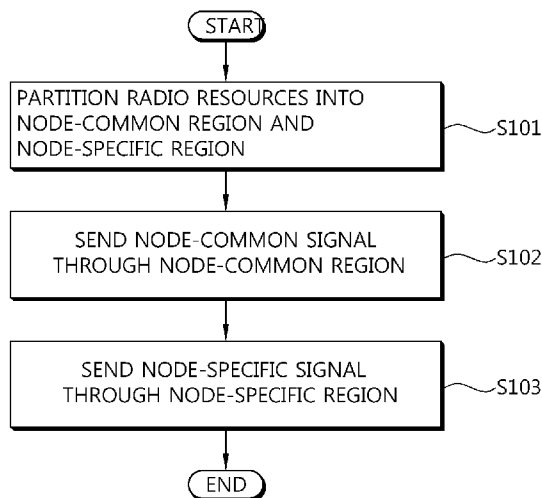 START
PARTITION RADIO RESOURCES INTO
NODE-COMMON REGION AND
NODE-SPECIFIC REGION
S101
SEND NODE-COMMON SIGNAL
THROUGH NODE-COMMON REGION
S102
SEND NODE-SPECIFIC SIGNAL
THROUGH NODE-SPECIFIC REGION
S103
END